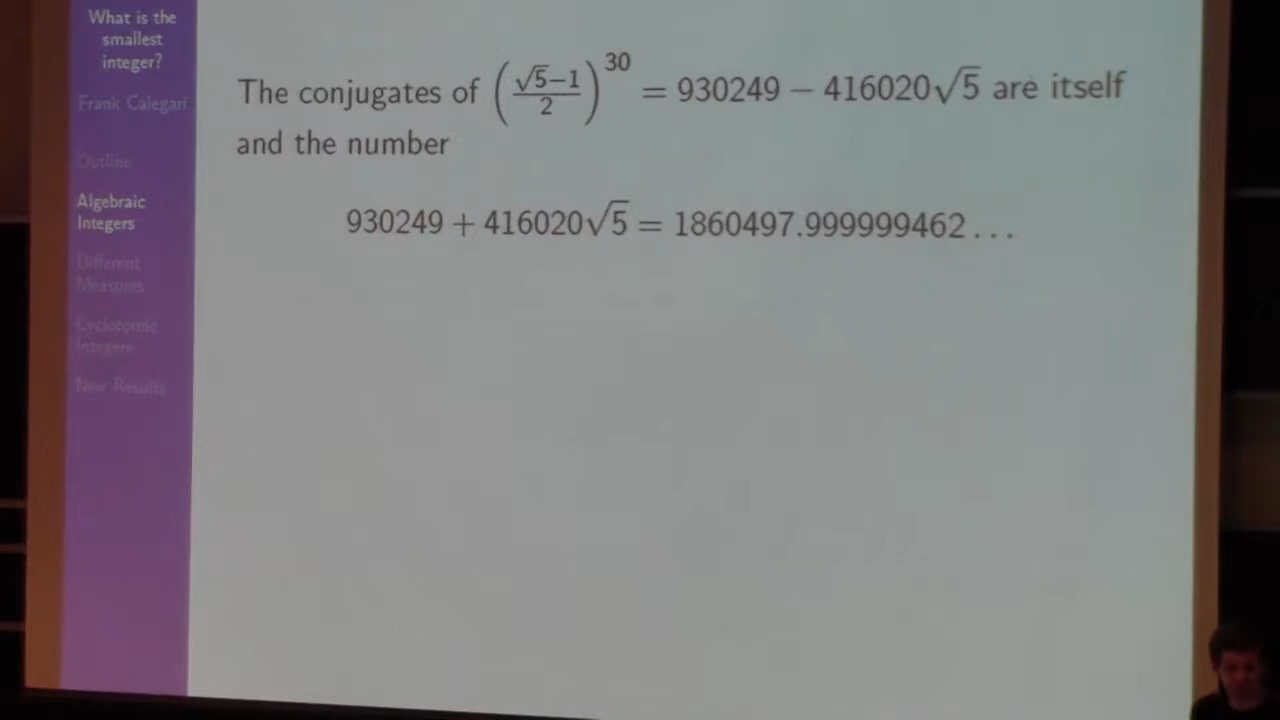 What is the
smallest
integer?
Frank Calegari
Outline
Algebraic
Integers
Different
Measures
Cyclotomic
Integers
New Results
The conjugates of ((√5−1)/2)^30 = 930249 − 416020√5 are itself
and the number
930249 + 416020√5 = 1860497.999999462...